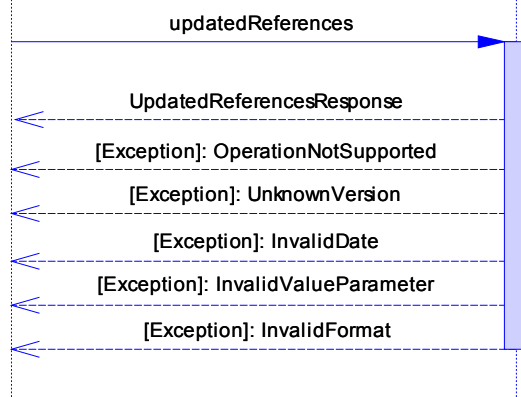 updatedReferences
UpdatedReferencesResponse
[Exception]: OperationNotSupported
[Exception]: UnknownVersion
[Exception]: InvalidDate
[Exception]: InvalidValueParameter
[Exception]: InvalidFormat